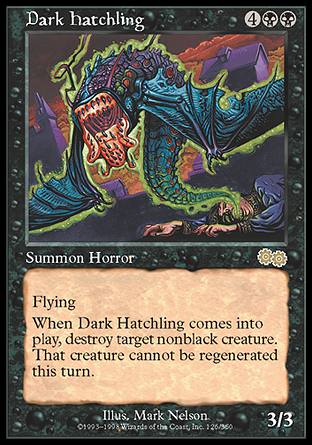 Dark Hatchling 4
Summon Horror
Flying
When Dark Hatchling comes into
play, destroy target nonblack creature.
That creature cannot be regenerated
this turn.
Illus. Mark Nelson
©1993–1998 Wizards of the Coast, Inc. 126/350
3/3